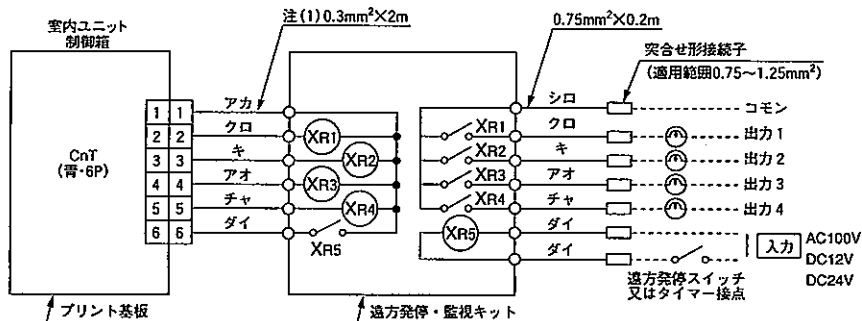 注(1)0.3mm²×2m
0.75mm²×0.2m
室内ユニット
制御箱
突合せ形接続子
(適用範囲0.75〜1.25mm²)
CnT
(青・6P)
1 1 アカ
2 2 クロ
3 3 キ
4 4 アオ
5 5 チャ
6 6 ダイ
XR1
XR2
XR3
XR4
XR5
XR1
XR2
XR3
XR4
XR5
シロ コモン
クロ 出力1
キ 出力2
アオ 出力3
チャ 出力4
ダイ
ダイ
入力
AC100V
DC12V
DC24V
遠方発停スイッチ
又はタイマー接点
プリント基板
遠方発停・監視キット